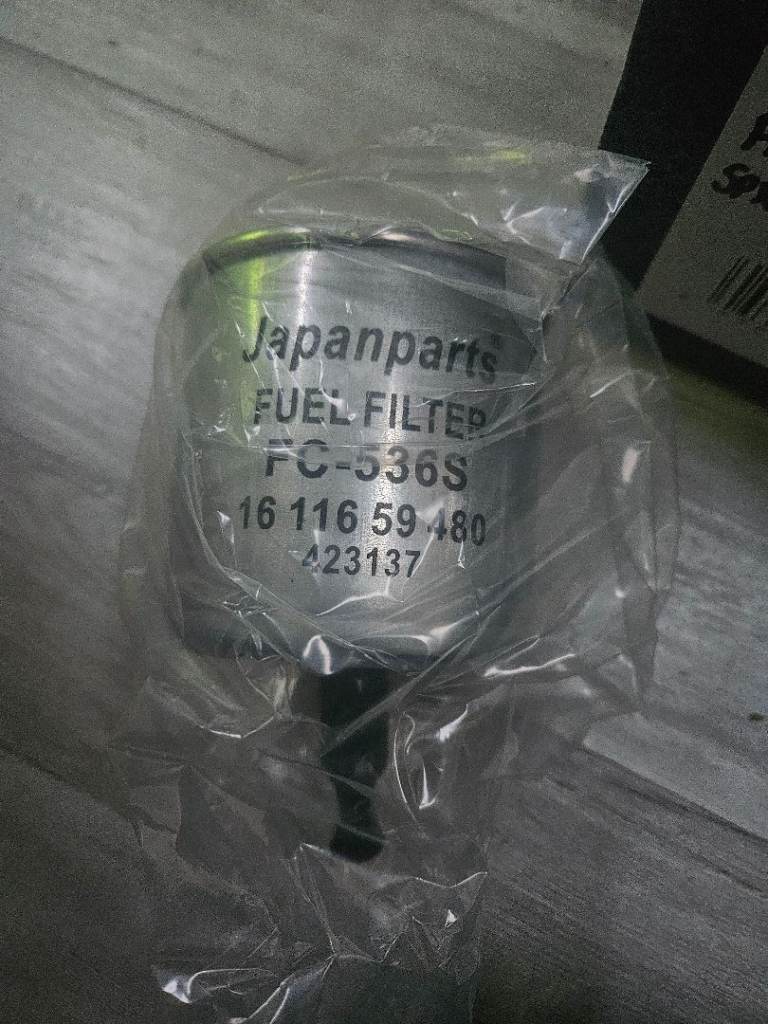 Japanparts®
FUEL FILTER
FC-536S
16 116 59 480
423137